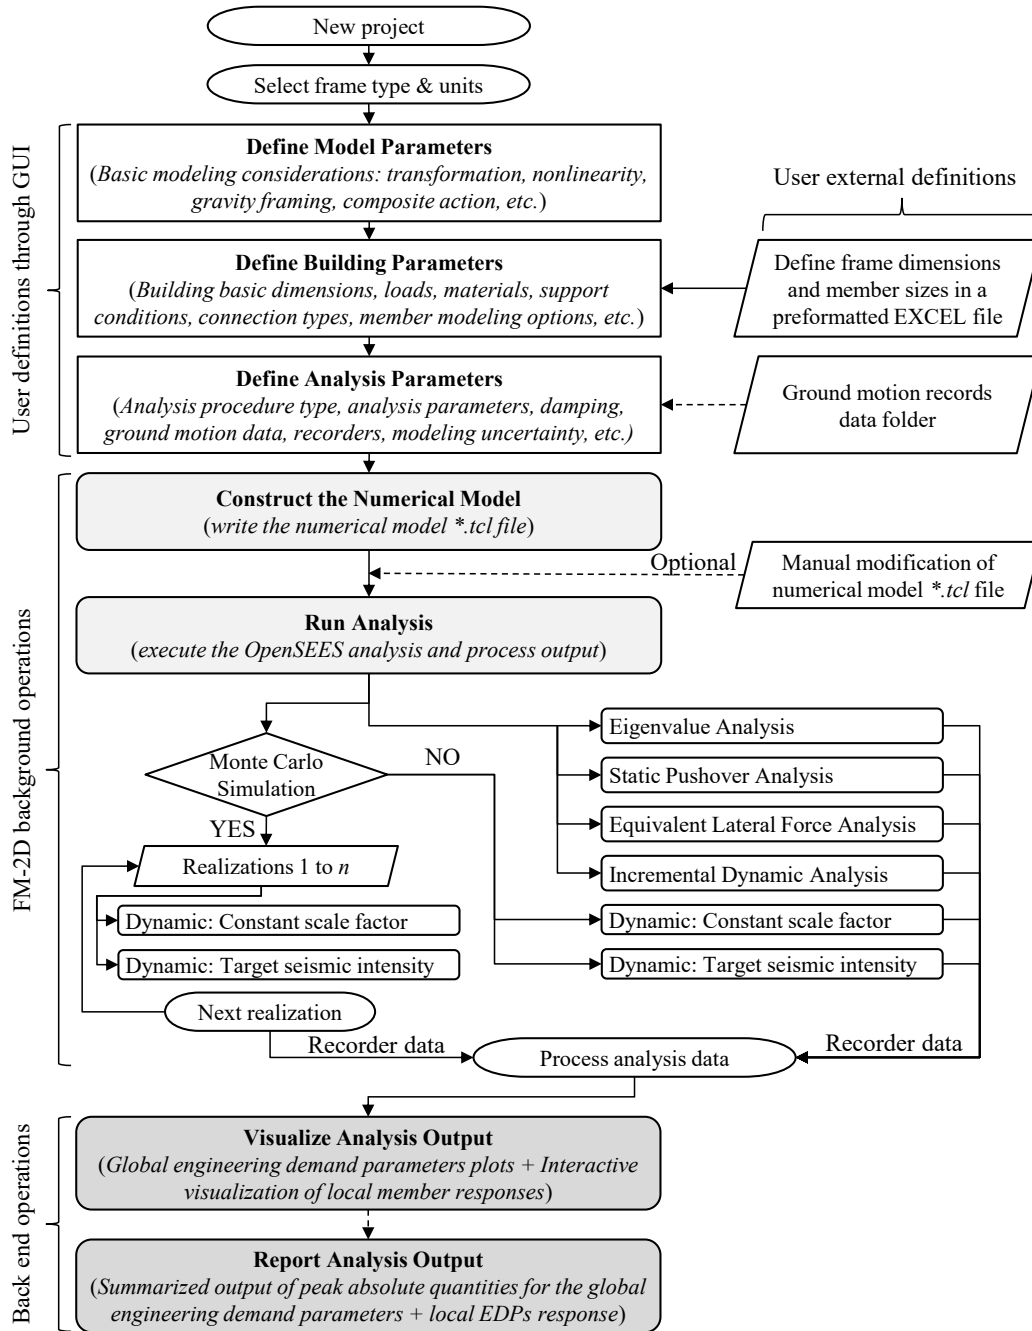 New project
Select frame type & units
User definitions through GUI
Define Model Parameters
(Basic modeling considerations: transformation, nonlinearity,
gravity framing, composite action, etc.)
User external definitions
Define Building Parameters
(Building basic dimensions, loads, materials, support
conditions, connection types, member modeling options, etc.)
Define frame dimensions
and member sizes in a
preformatted EXCEL file
Define Analysis Parameters
(Analysis procedure type, analysis parameters, damping,
ground motion data, recorders, modeling uncertainty, etc.)
Ground motion records
data folder
FM-2D background operations
Construct the Numerical Model
(write the numerical model *.tcl file)
Optional
Manual modification of
numerical model *.tcl file
Run Analysis
(execute the OpenSEES analysis and process output)
Monte Carlo
Simulation
NO
YES
Realizations 1 to n
Dynamic: Constant scale factor
Dynamic: Target seismic intensity
Next realization
Recorder data
Eigenvalue Analysis
Static Pushover Analysis
Equivalent Lateral Force Analysis
Incremental Dynamic Analysis
Dynamic: Constant scale factor
Dynamic: Target seismic intensity
Recorder data
Process analysis data
Back end operations
Visualize Analysis Output
(Global engineering demand parameters plots + Interactive
visualization of local member responses)
Report Analysis Output
(Summarized output of peak absolute quantities for the global
engineering demand parameters + local EDPs response)